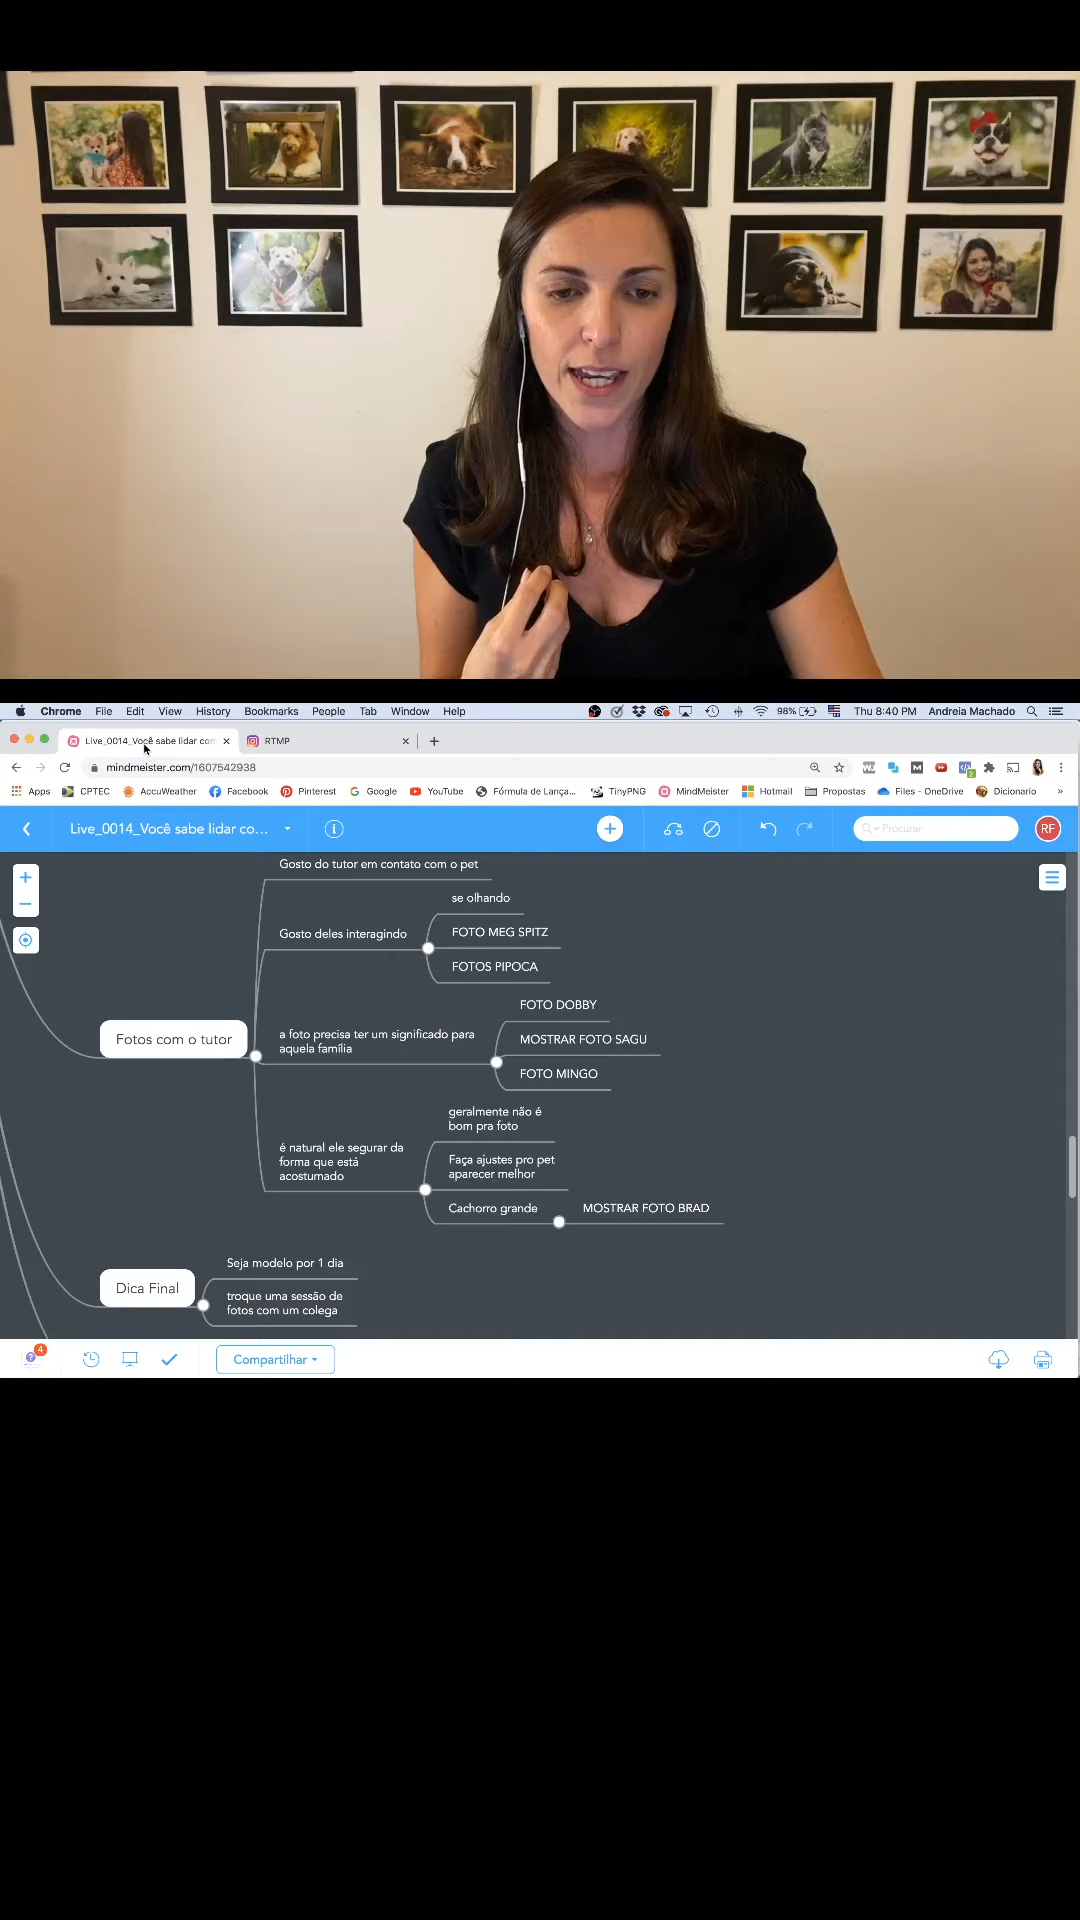 Chrome File Edit View History Bookmarks People Tab Window Help 98% Thu 8:40 PM Andreia Machado
Live_0014_Você sabe lidar com RTMP
mindmeister.com/1607542938
Apps CPTEC AccuWeather Facebook Pinterest Google YouTube Fórmula de Lança... TinyPNG MindMeister Hotmail Propostas Files - OneDrive Dicionario »
Live_0014_Você sabe lidar co... Procurar RF
Gosto do tutor em contato com o pet
se olhando
Gosto deles interagindo
FOTO MEG SPITZ
FOTOS PIPOCA
Fotos com o tutor
a foto precisa ter um significado para
aquela família
FOTO DOBBY
MOSTRAR FOTO SAGU
FOTO MINGO
é natural ele segurar da
forma que está
acostumado
geralmente não é
bom pra foto
Faça ajustes pro pet
aparecer melhor
Cachorro grande
MOSTRAR FOTO BRAD
Dica Final
Seja modelo por 1 dia
troque uma sessão de
fotos com um colega
4
Compartilhar